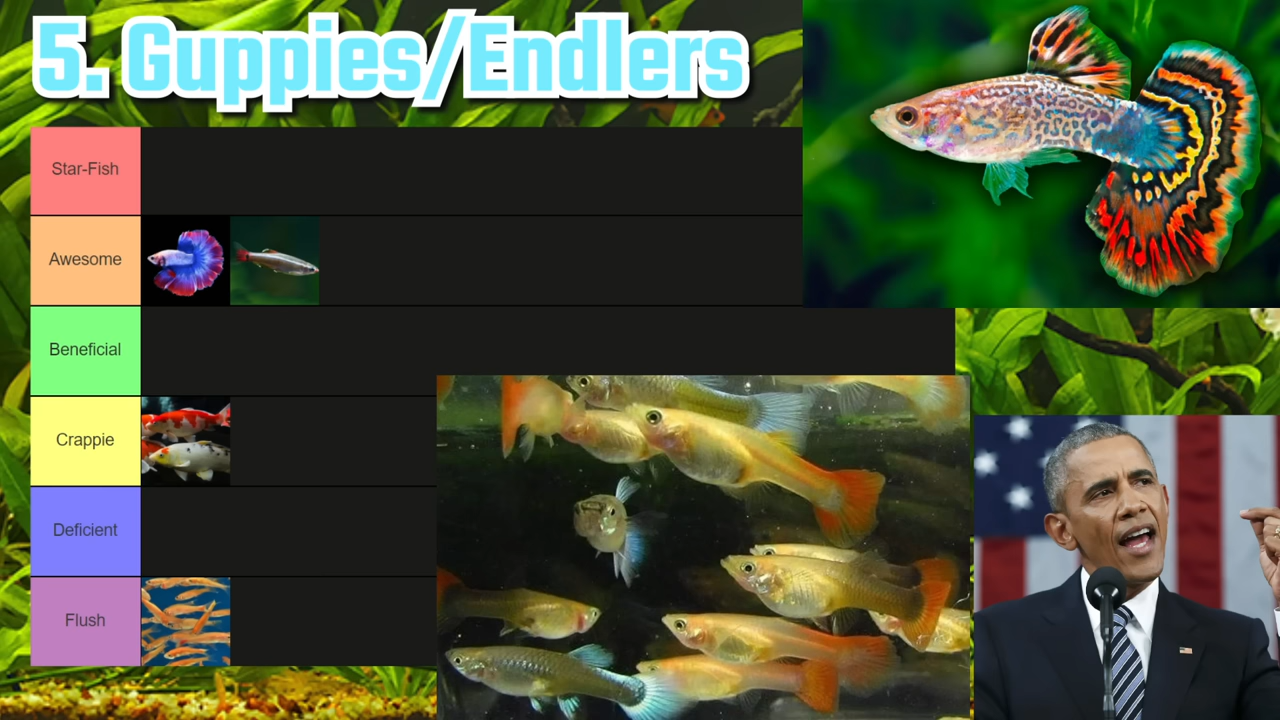 5. Guppies/Endlers
Star-Fish
Awesome
Beneficial
Crappie
Deficient
Flush